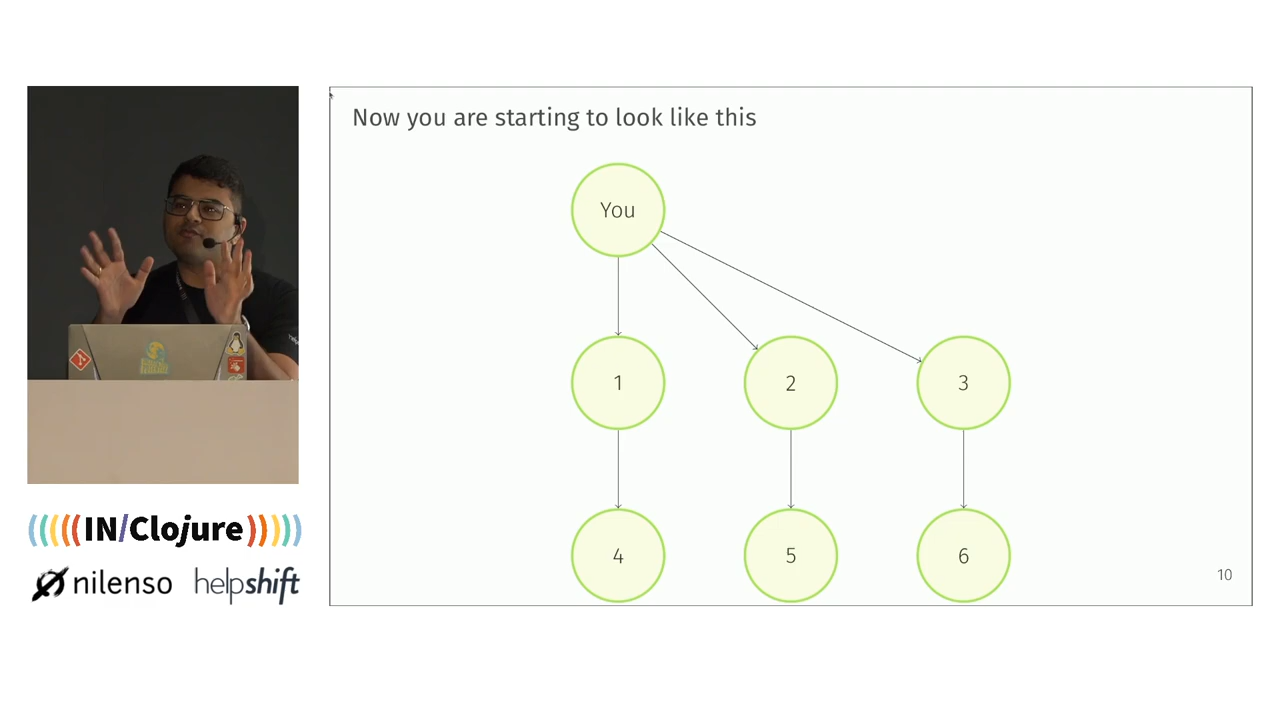 Now you are starting to look like this
You
1
2
3
4
5
6
10
(((((IN/Clojure)))))
nilenso
helpshift